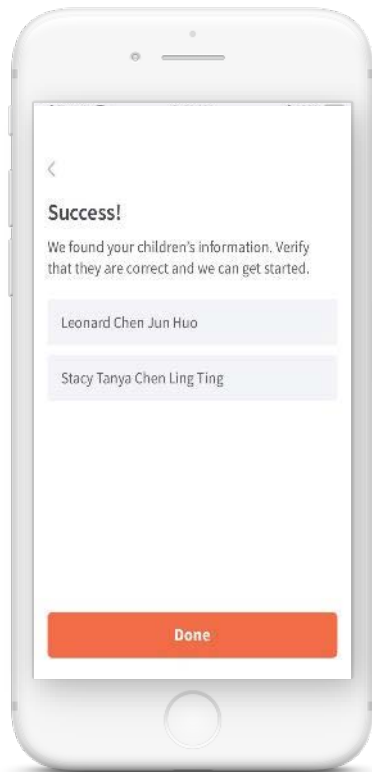 Success!
We found your children's information. Verify
that they are correct and we can get started.
Leonard Chen Jun Huo
Stacy Tanya Chen Ling Ting
Done